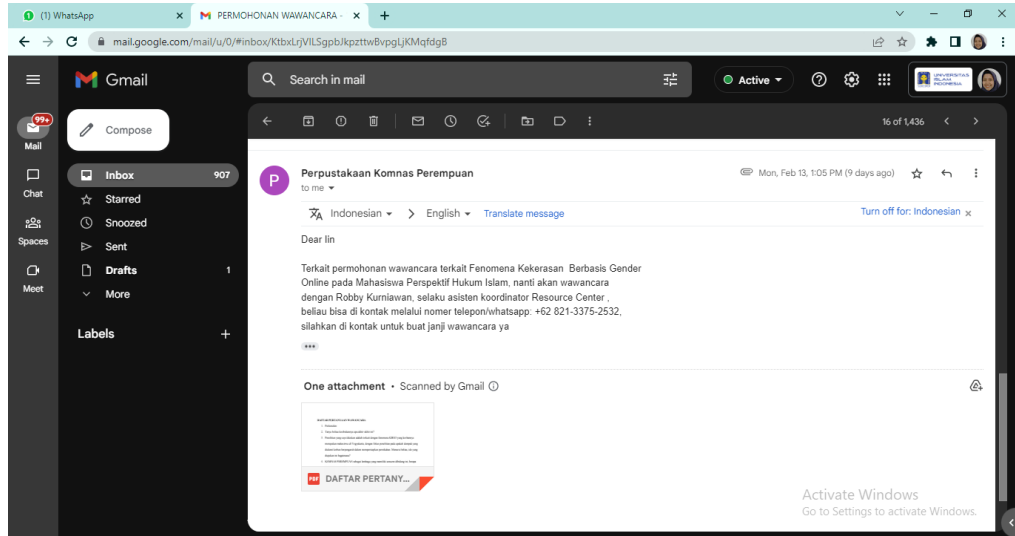 (1) WhatsApp
PERMOHONAN WAWANCARA -
mail.google.com/mail/u/0/#inbox/KtbxLrjVILSgpbJkpzttwBvpgLjKMqfdgB
Gmail
Search in mail
Active
UNIVERSITAS ISLAM INDONESIA
99+
Mail
Compose
16 of 1,436
Inbox 907
Chat
Starred
Snoozed
Spaces
Sent
Drafts 1
Meet
More
Labels
P
Perpustakaan Komnas Perempuan
Mon, Feb 13, 1:05 PM (9 days ago)
to me
Indonesian > English Translate message
Turn off for: Indonesian x
Dear Iin
Terkait permohonan wawancara terkait Fenomena Kekerasan Berbasis Gender
Online pada Mahasiswa Perspektif Hukum Islam, nanti akan wawancara
dengan Robby Kurniawan, selaku asisten koordinator Resource Center ,
beliau bisa di kontak melalui nomer telepon/whatsapp: +62 821-3375-2532,
silahkan di kontak untuk buat janji wawancara ya
One attachment • Scanned by Gmail
PDF DAFTAR PERTANY...
Activate Windows
Go to Settings to activate Windows.